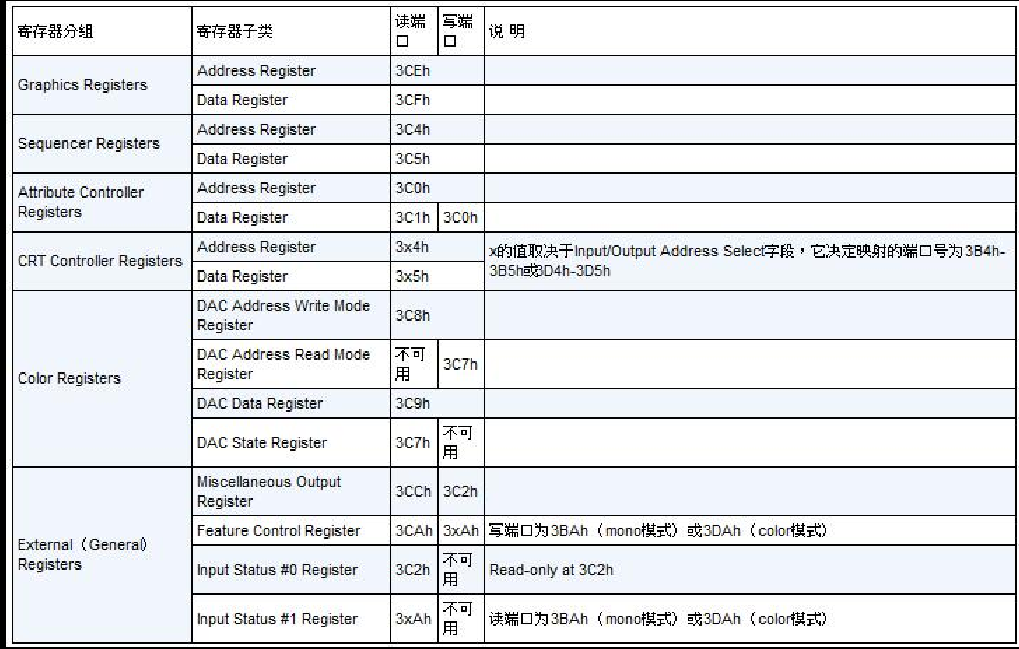 寄存器分组 寄存器子类 读端口 写端口 说 明
Graphics Registers Address Register 3CEh
Data Register 3CFh
Sequencer Registers Address Register 3C4h
Data Register 3C5h
Attribute Controller Registers Address Register 3C0h
Data Register 3C1h 3C0h
CRT Controller Registers Address Register 3x4h x的值取决于Input/Output Address Select字段，它决定映射的端口号为3B4h-3B5h或3D4h-3D5h
Data Register 3x5h
Color Registers DAC Address Write Mode Register 3C8h
DAC Address Read Mode Register 不可用 3C7h
DAC Data Register 3C9h
DAC State Register 3C7h 不可用
External（General) Registers Miscellaneous Output Register 3CCh 3C2h
Feature Control Register 3CAh 3xAh 写端口为3BAh（mono模式）或3DAh（color模式）
Input Status #0 Register 3C2h 不可用 Read-only at 3C2h
Input Status #1 Register 3xAh 不可用 读端口为3BAh（mono模式）或3DAh（color模式）